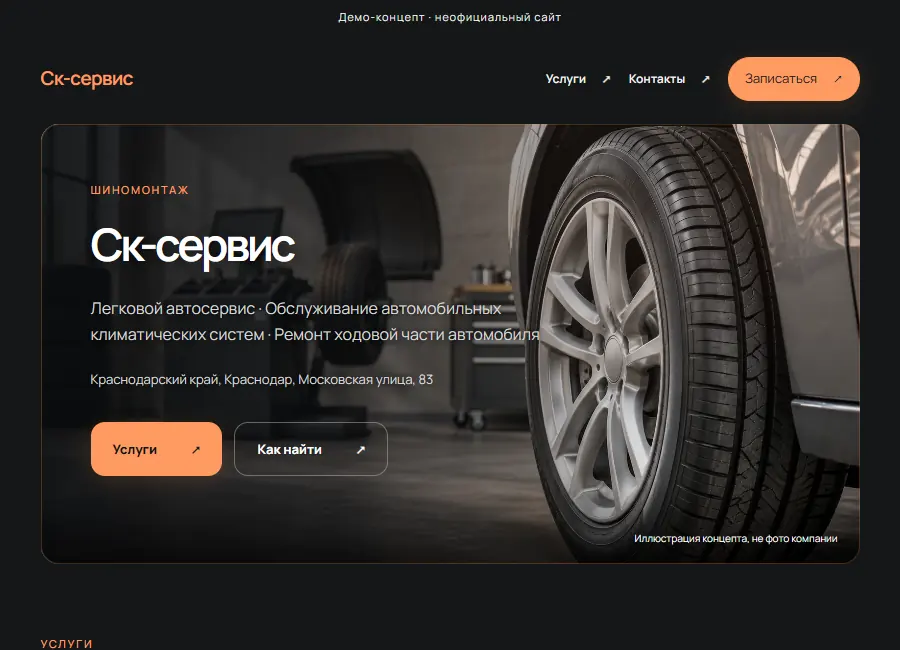 Демо-концепт · неофициальный сайт
Ск-сервис
Услуги ↗ Контакты ↗ Записаться ↗
ШИНОМОНТАЖ
Ск-сервис
Легковой автосервис · Обслуживание автомобильных
климатических систем · Ремонт ходовой части автомобиля
Краснодарский край, Краснодар, Московская улица, 83
Услуги ↗ Как найти ↗
Иллюстрация концепта, не фото компании
УСЛУГИ